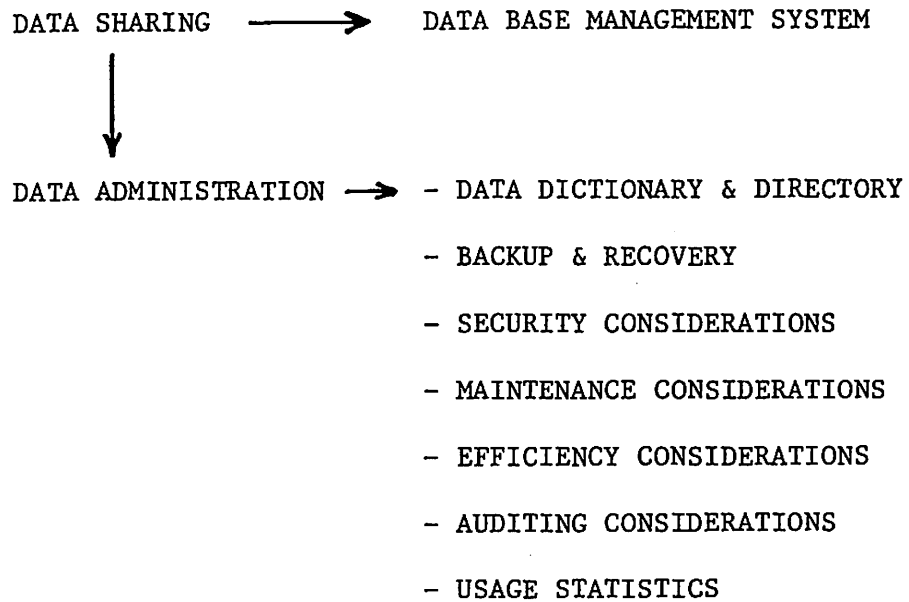 DATA SHARING → DATA BASE MANAGEMENT SYSTEM
DATA ADMINISTRATION → - DATA DICTIONARY & DIRECTORY
- BACKUP & RECOVERY
- SECURITY CONSIDERATIONS
- MAINTENANCE CONSIDERATIONS
- EFFICIENCY CONSIDERATIONS
- AUDITING CONSIDERATIONS
- USAGE STATISTICS